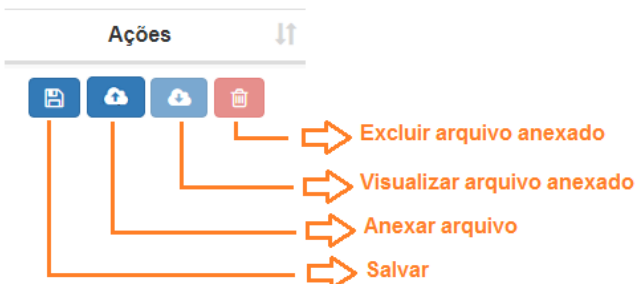 Ações
Excluir arquivo anexado
Visualizar arquivo anexado
Anexar arquivo
Salvar